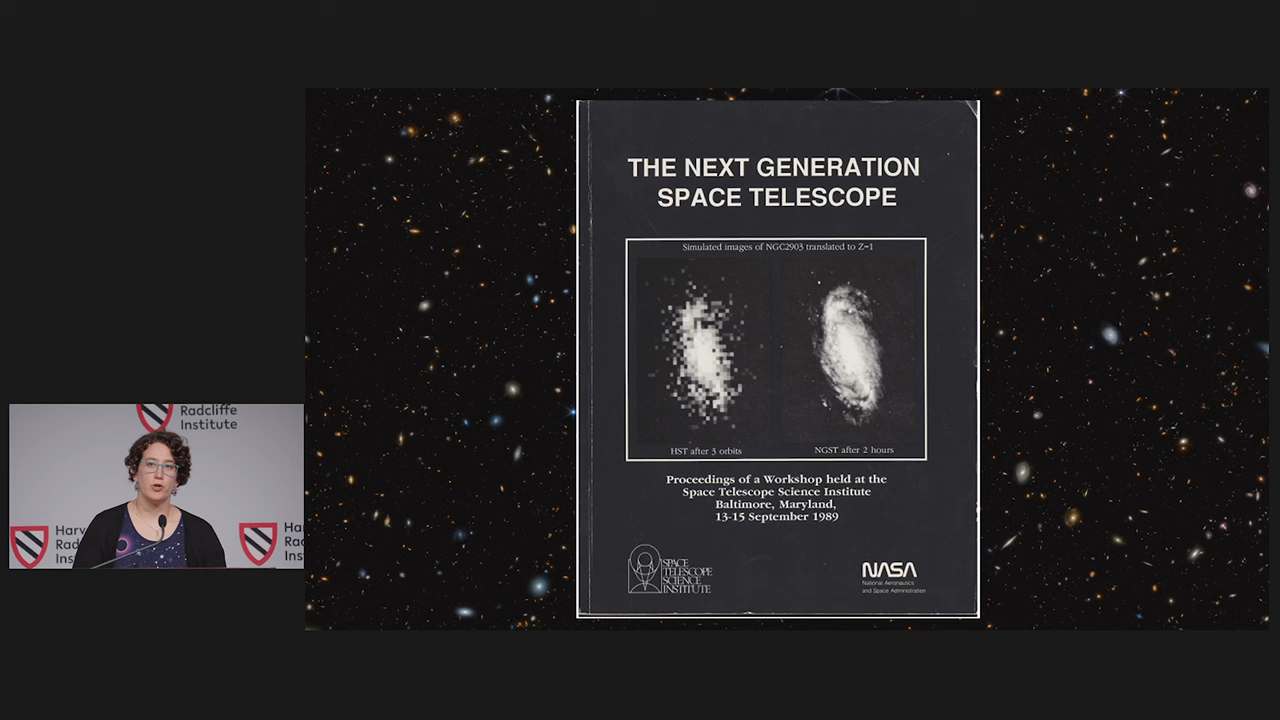 THE NEXT GENERATION
SPACE TELESCOPE
Simulated images of NGC2903 translated to Z~1
HST after 3 orbits
NGST after 2 hours
Proceedings of a Workshop held at the
Space Telescope Science Institute
Baltimore, Maryland,
13-15 September 1989
SPACE
TELESCOPE
SCIENCE
INSTITUTE
NASA
National Aeronautics
and Space Administration
Radcliffe
Institute
Harv
Rad
Ins
Ha
Rad
Ins